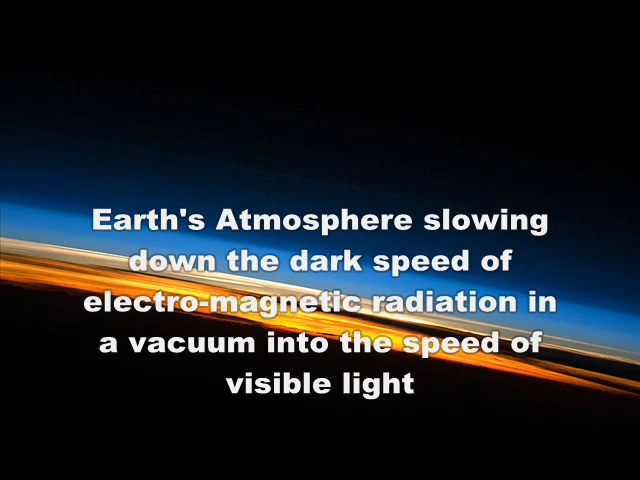 Earth's Atmosphere slowing
down the dark speed of
electro-magnetic radiation in
a vacuum into the speed of
visible light